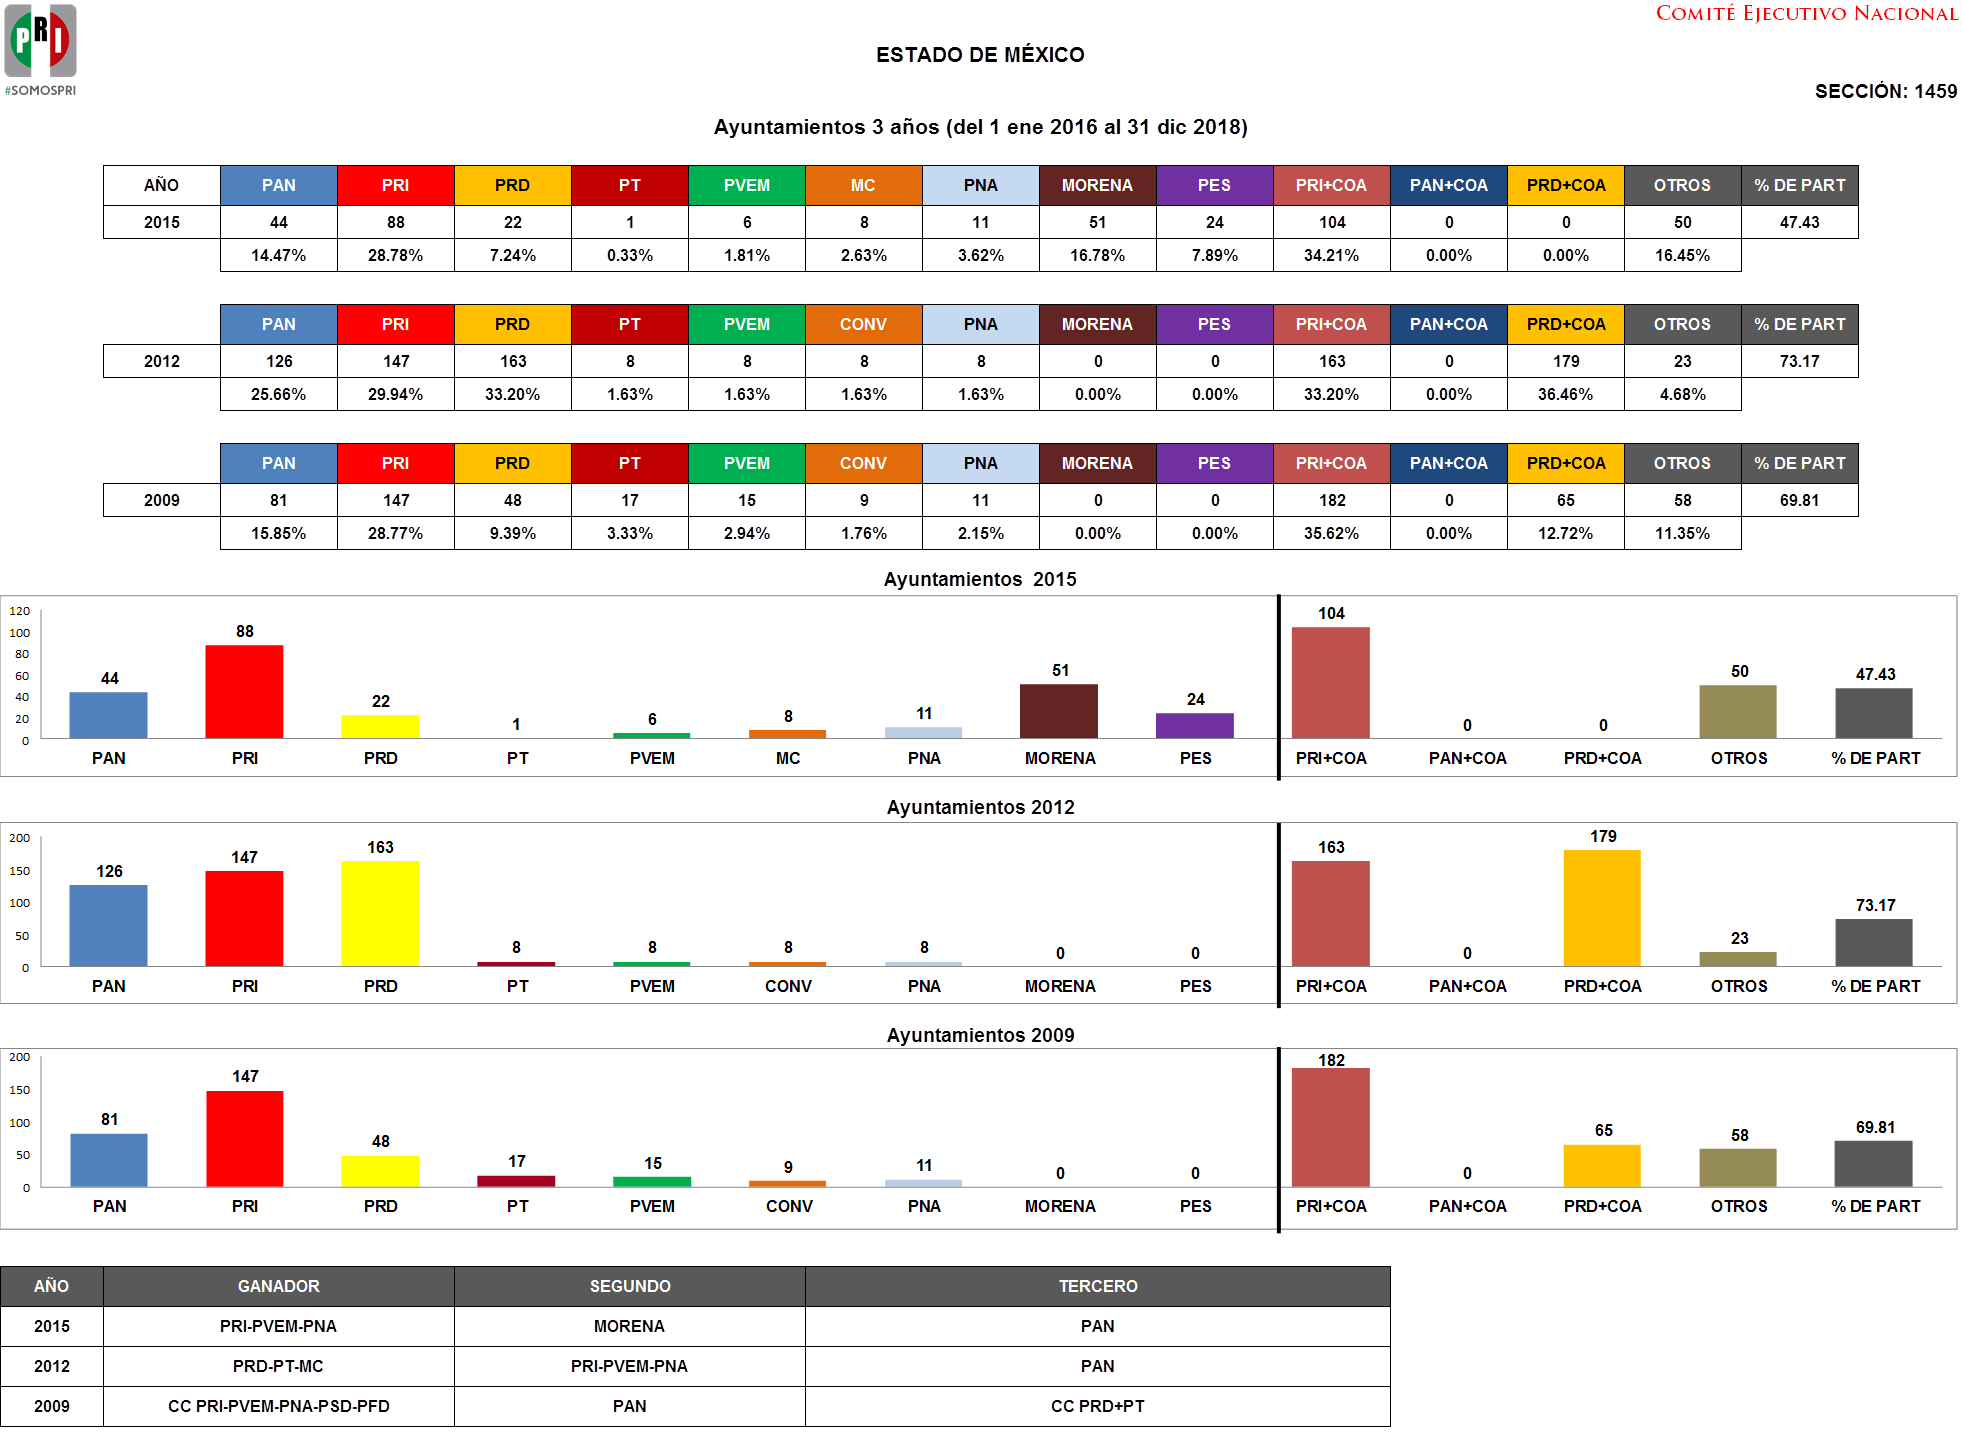 PRI
#SOMOSPRI
COMITÉ EJECUTIVO NACIONAL
ESTADO DE MÉXICO
SECCIÓN: 1459
Ayuntamientos 3 años (del 1 ene 2016 al 31 dic 2018)
AÑO PAN PRI PRD PT PVEM MC PNA MORENA PES PRI+COA PAN+COA PRD+COA OTROS % DE PART
2015 44 88 22 1 6 8 11 51 24 104 0 0 50 47.43
14.47% 28.78% 7.24% 0.33% 1.81% 2.63% 3.62% 16.78% 7.89% 34.21% 0.00% 0.00% 16.45%
PAN PRI PRD PT PVEM CONV PNA MORENA PES PRI+COA PAN+COA PRD+COA OTROS % DE PART
2012 126 147 163 8 8 8 8 0 0 163 0 179 23 73.17
25.66% 29.94% 33.20% 1.63% 1.63% 1.63% 1.63% 0.00% 0.00% 33.20% 0.00% 36.46% 4.68%
PAN PRI PRD PT PVEM CONV PNA MORENA PES PRI+COA PAN+COA PRD+COA OTROS % DE PART
2009 81 147 48 17 15 9 11 0 0 182 0 65 58 69.81
15.85% 28.77% 9.39% 3.33% 2.94% 1.76% 2.15% 0.00% 0.00% 35.62% 0.00% 12.72% 11.35%
Ayuntamientos 2015
120
100
80
60
40
20
0
44 88 22 1 6 8 11 51 24 104 0 0 50 47.43
PAN PRI PRD PT PVEM MC PNA MORENA PES PRI+COA PAN+COA PRD+COA OTROS % DE PART
Ayuntamientos 2012
200
150
100
50
0
126 147 163 8 8 8 8 0 0 163 0 179 23 73.17
PAN PRI PRD PT PVEM CONV PNA MORENA PES PRI+COA PAN+COA PRD+COA OTROS % DE PART
Ayuntamientos 2009
200
150
100
50
0
81 147 48 17 15 9 11 0 0 182 0 65 58 69.81
PAN PRI PRD PT PVEM CONV PNA MORENA PES PRI+COA PAN+COA PRD+COA OTROS % DE PART
AÑO GANADOR SEGUNDO TERCERO
2015 PRI-PVEM-PNA MORENA PAN
2012 PRD-PT-MC PRI-PVEM-PNA PAN
2009 CC PRI-PVEM-PNA-PSD-PFD PAN CC PRD+PT